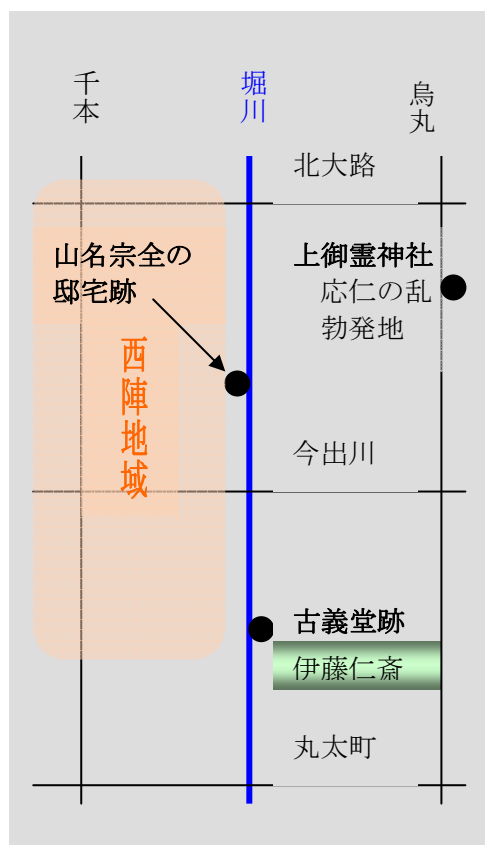 千本
堀川
烏丸
北大路
山名宗全の
邸宅跡
上御霊神社
応仁の乱
勃発地
西陣地域
今出川
古義堂跡
伊藤仁斎
丸太町